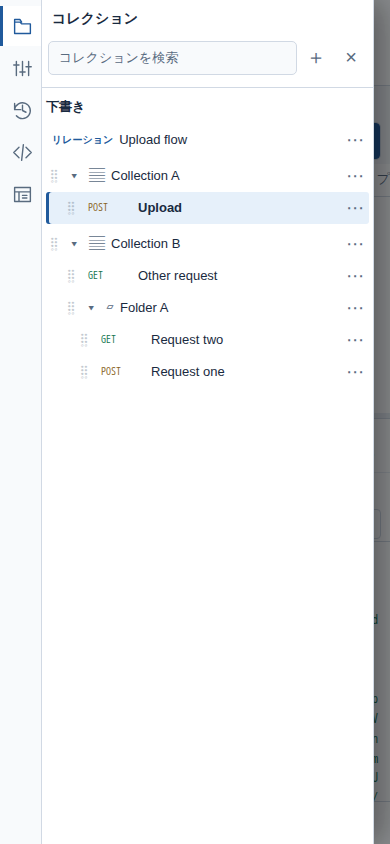 コレクション
コレクションを検索
下書き
リレーション Upload flow
Collection A
POST Upload
Collection B
GET Other request
Folder A
GET Request two
POST Request one